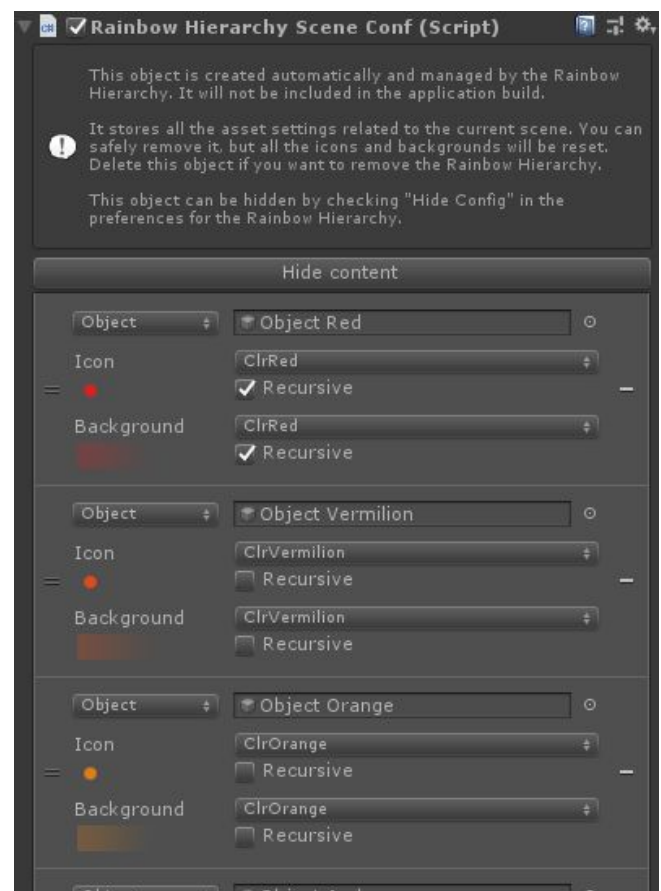 Rainbow Hierarchy Scene Conf (Script)
This object is created automatically and managed by the Rainbow
Hierarchy. It will not be included in the application build.
It stores all the asset settings related to the current scene. You can
safely remove it, but all the icons and backgrounds will be reset.
Delete this object if you want to remove the Rainbow Hierarchy.
This object can be hidden by checking "Hide Config" in the
preferences for the Rainbow Hierarchy.
Hide content
Object Object Red
Icon ClrRed
Recursive
Background ClrRed
Recursive
Object Object Vermilion
Icon ClrVermilion
Recursive
Background ClrVermilion
Recursive
Object Object Orange
Icon ClrOrange
Recursive
Background ClrOrange
Recursive